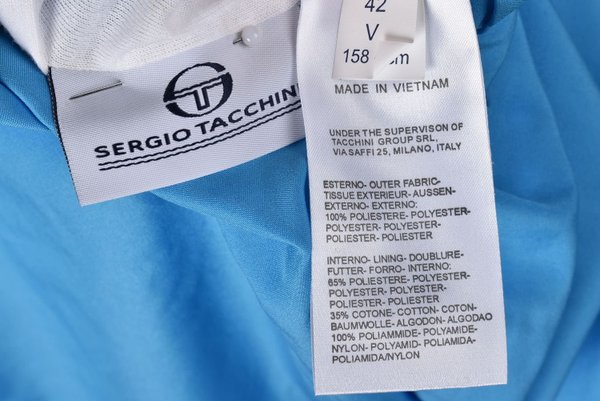 SERGIO TACCHINI
42
V
158
MADE IN VIETNAM
UNDER THE SUPERVISON OF
TACCHINI GROUP SRL,
VIA SAFFI 25, MILANO, ITALY
ESTERNO- OUTER FABRIC-
TISSUE EXTERIEUR- AUSSEN-
EXTERNO- EXTERNO:
100% POLIESTERE- POLYESTER-
POLYESTER- POLYESTER-
POLIESTER- POLIESTER
INTERNO- LINING- DOUBLURE-
FUTTER- FORRO- INTERNO:
65% POLIESTERE- POLYESTER-
POLYESTER- POLYESTER-
POLIESTER- POLIESTER
35% COTONE- COTTON- COTON-
BAUMWOLLE- ALGODON- ALGODAO
100% POLIAMMIDE- POLYAMIDE-
NYLON- POLYAMID- POLIAMIDA-
POLIAMIDA/NYLON